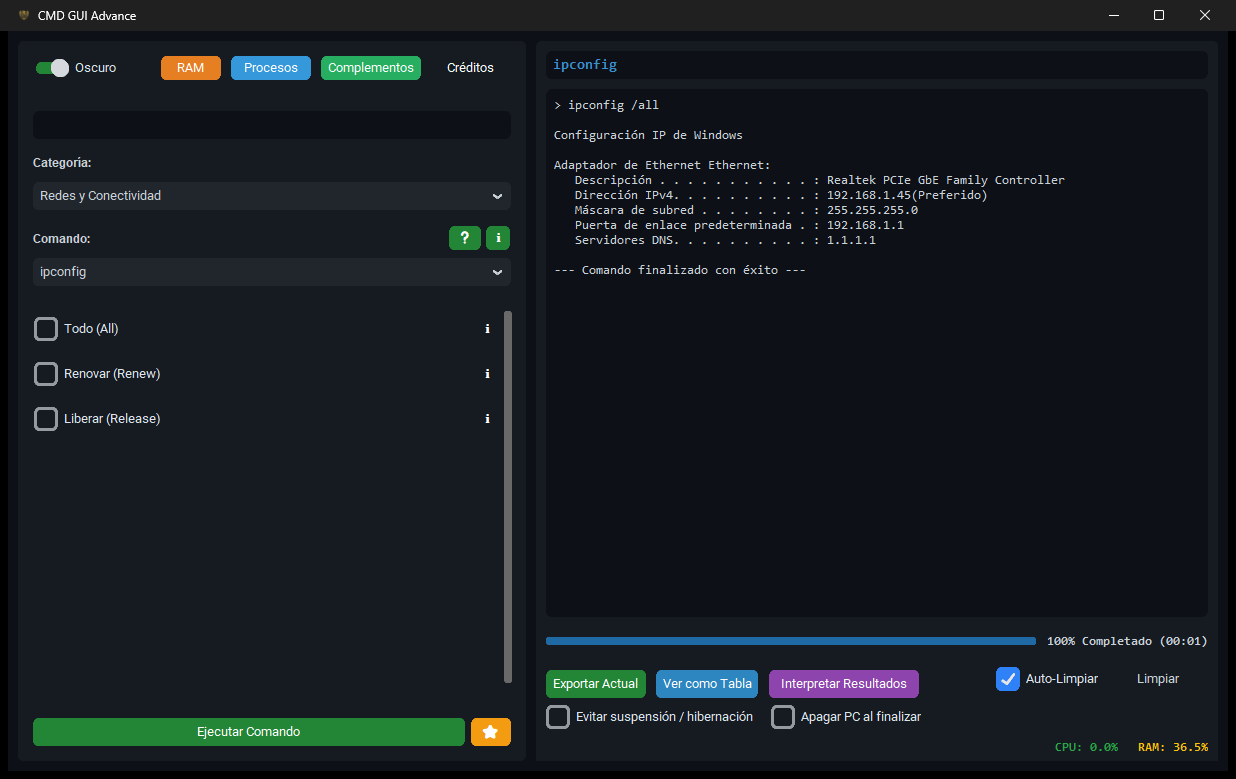 CMD GUI Advance
Oscuro
RAM
Procesos
Complementos
Créditos
Categoria:
Redes y Conectividad
Comando:
?
i
ipconfig
Todo (All)
i
Renovar (Renew)
i
Liberar (Release)
i
Ejecutar Comando
ipconfig
> ipconfig /all
Configuración IP de Windows
Adaptador de Ethernet Ethernet:
Descripción . . . . . . . . . . . : Realtek PCIe GbE Family Controller
Dirección IPv4. . . . . . . . . . : 192.168.1.45(Preferido)
Máscara de subred . . . . . . . . : 255.255.255.0
Puerta de enlace predeterminada . : 192.168.1.1
Servidores DNS. . . . . . . . . . : 1.1.1.1
--- Comando finalizado con éxito ---
100% Completado (00:01)
Exportar Actual
Ver como Tabla
Interpretar Resultados
Auto-Limpiar
Limpiar
Evitar suspensión / hibernación
Apagar PC al finalizar
CPU: 0.0%
RAM: 36.5%